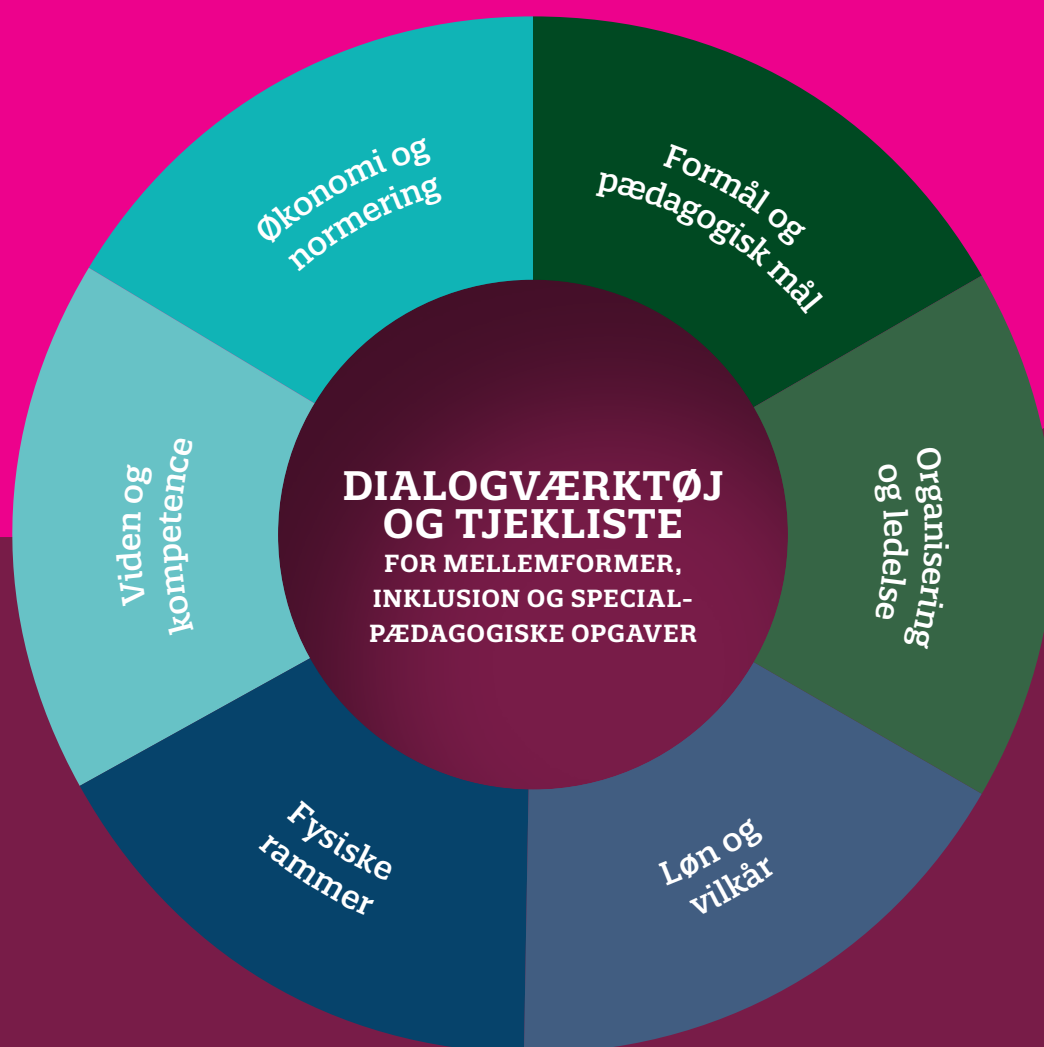 DIALOGVÆRKTØJ
OG TJEKLISTE
FOR MELLEMFORMER,
INKLUSION OG SPECIAL-
PÆDAGOGISKE OPGAVER
Formål og
pædagogisk mål
Organisering
og ledelse
Løn og
vilkår
Fysiske
rammer
Viden og
kompetence
Økonomi og
normering